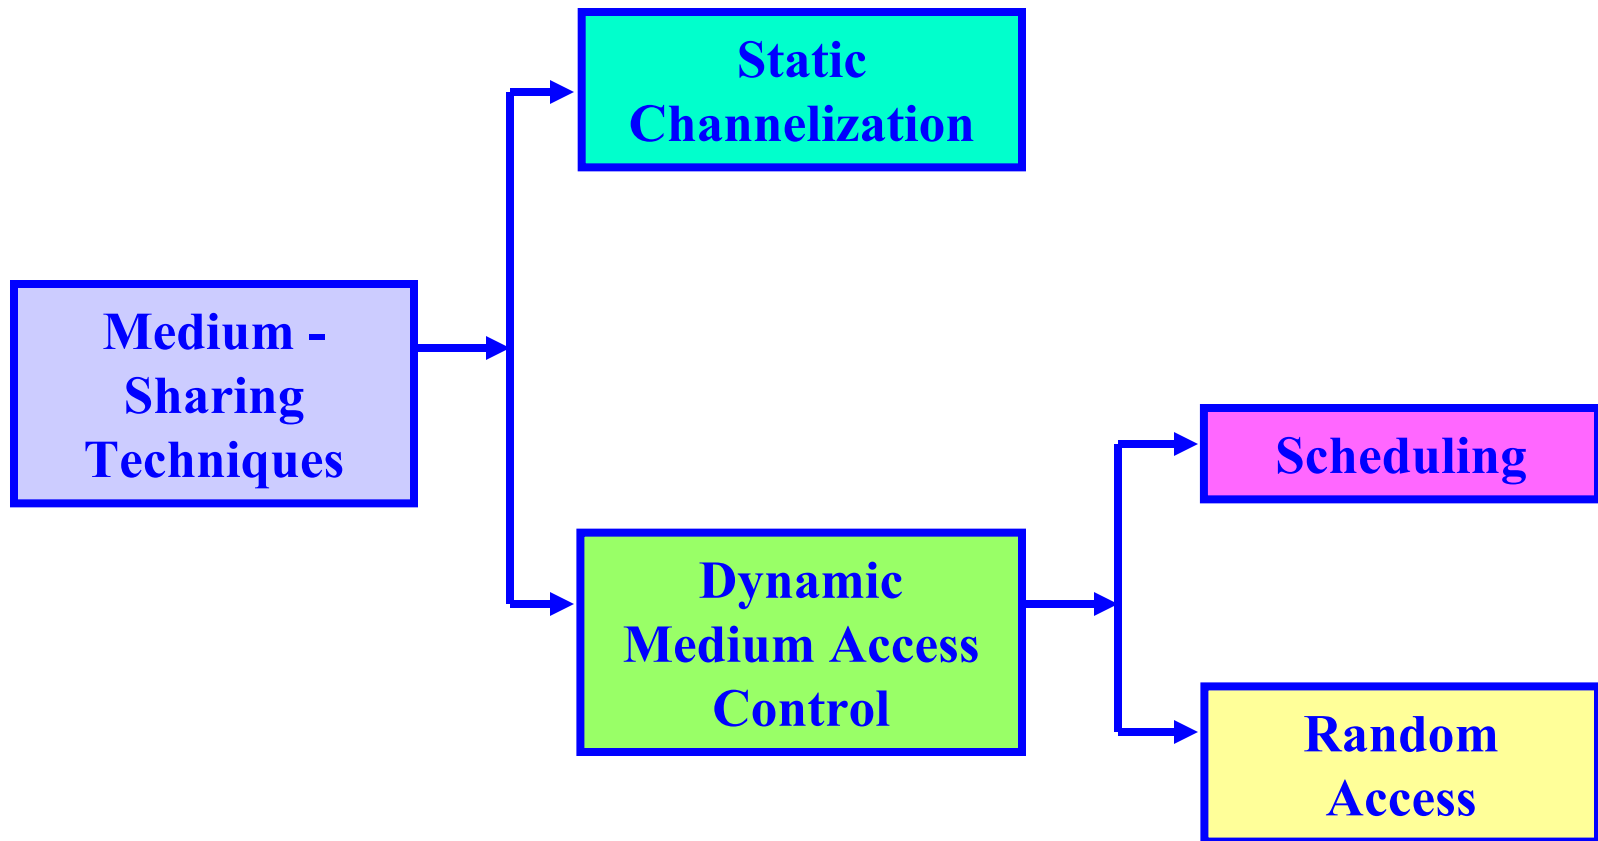 Static
Channelization
Medium -
Sharing
Techniques
Dynamic
Medium Access
Control
Scheduling
Random
Access